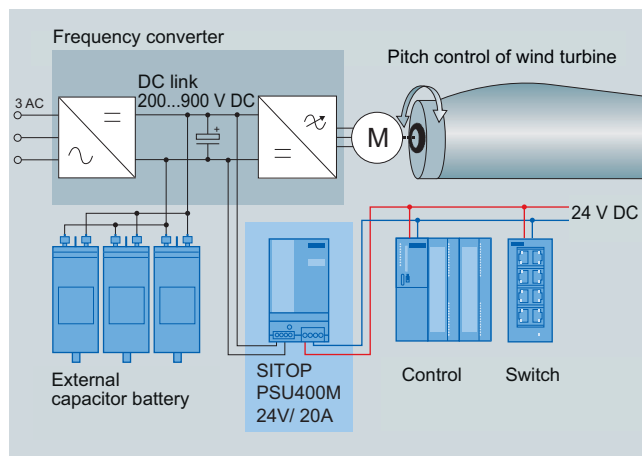 Frequency converter
DC link
200...900 V DC
3 AC
+
M
Pitch control of wind turbine
24 V DC
External
capacitor battery
SITOP
PSU400M
24V/ 20A
Control
Switch